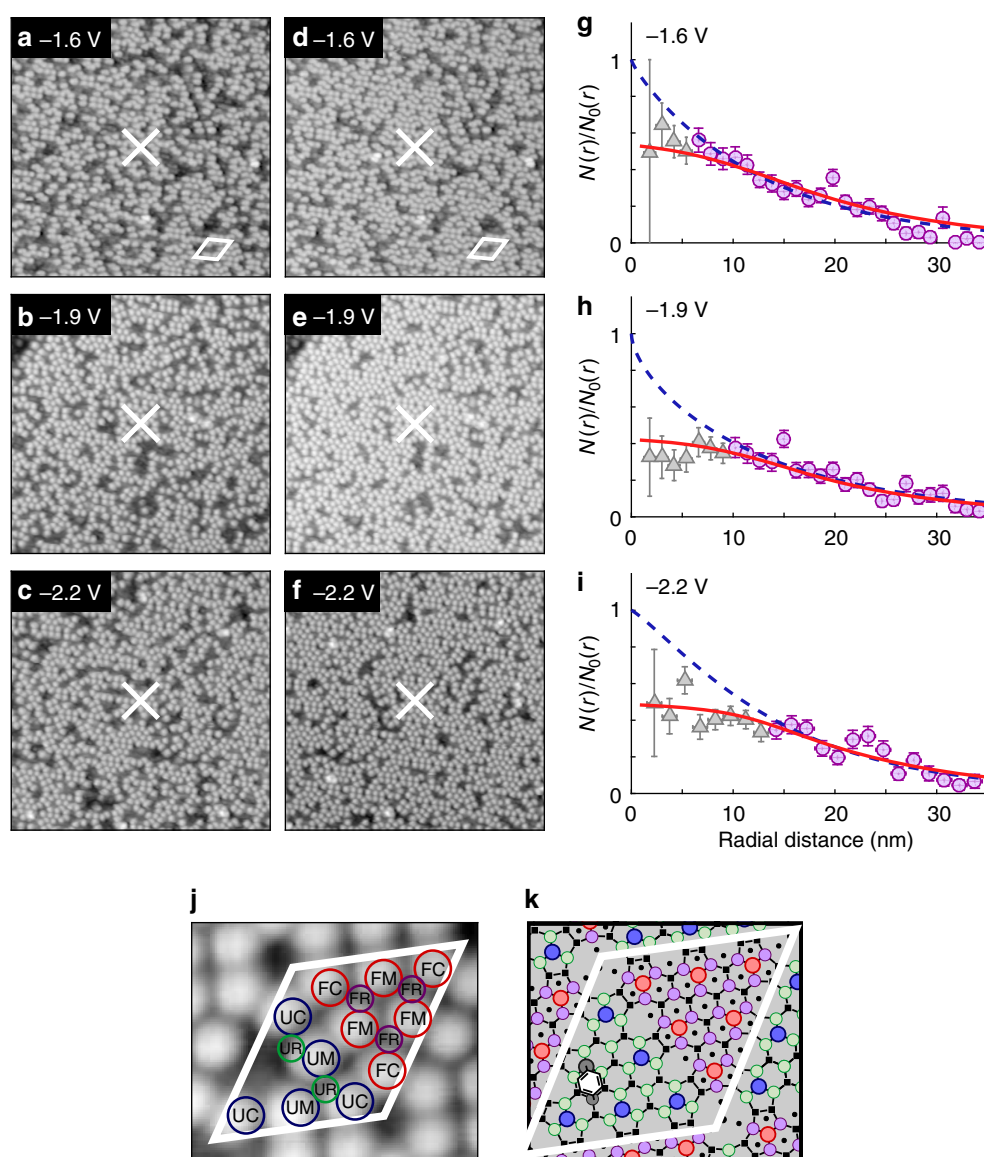 a –1.6 V
d –1.6 V
b –1.9 V
e –1.9 V
c –2.2 V
f –2.2 V
g
–1.6 V
1
N(r)/N0(r)
0
0 10 20 30
h
–1.9 V
1
N(r)/N0(r)
0
0 10 20 30
i
–2.2 V
1
N(r)/N0(r)
0
0 10 20 30
Radial distance (nm)
j
FC FM FC
FR FR
UC FM FM
UR UM FR
FC
UR
UC UM UC
k